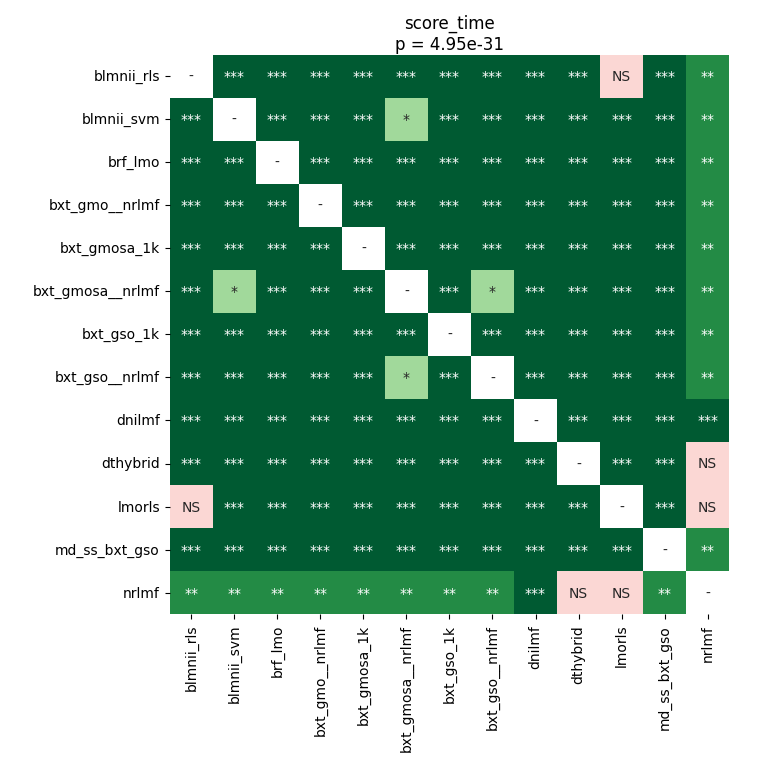 score_time
p = 4.95e-31
blmnii_rls - *** *** *** *** *** *** *** *** *** NS *** **
blmnii_svm *** - *** *** *** * *** *** *** *** *** *** **
brf_lmo *** *** - *** *** *** *** *** *** *** *** *** **
bxt_gmo__nrlmf *** *** *** - *** *** *** *** *** *** *** *** **
bxt_gmosa_1k *** *** *** *** - *** *** *** *** *** *** *** **
bxt_gmosa__nrlmf *** * *** *** *** - *** * *** *** *** *** **
bxt_gso_1k *** *** *** *** *** *** - *** *** *** *** *** **
bxt_gso__nrlmf *** *** *** *** *** * *** - *** *** *** *** **
dnilmf *** *** *** *** *** *** *** *** - *** *** *** ***
dthybrid *** *** *** *** *** *** *** *** *** - *** *** NS
lmorls NS *** *** *** *** *** *** *** *** *** - *** NS
md_ss_bxt_gso *** *** *** *** *** *** *** *** *** *** *** - **
nrlmf ** ** ** ** ** ** ** ** *** NS NS ** -
blmnii_rls
blmnii_svm
brf_lmo
bxt_gmo__nrlmf
bxt_gmosa_1k
bxt_gmosa__nrlmf
bxt_gso_1k
bxt_gso__nrlmf
dnilmf
dthybrid
lmorls
md_ss_bxt_gso
nrlmf